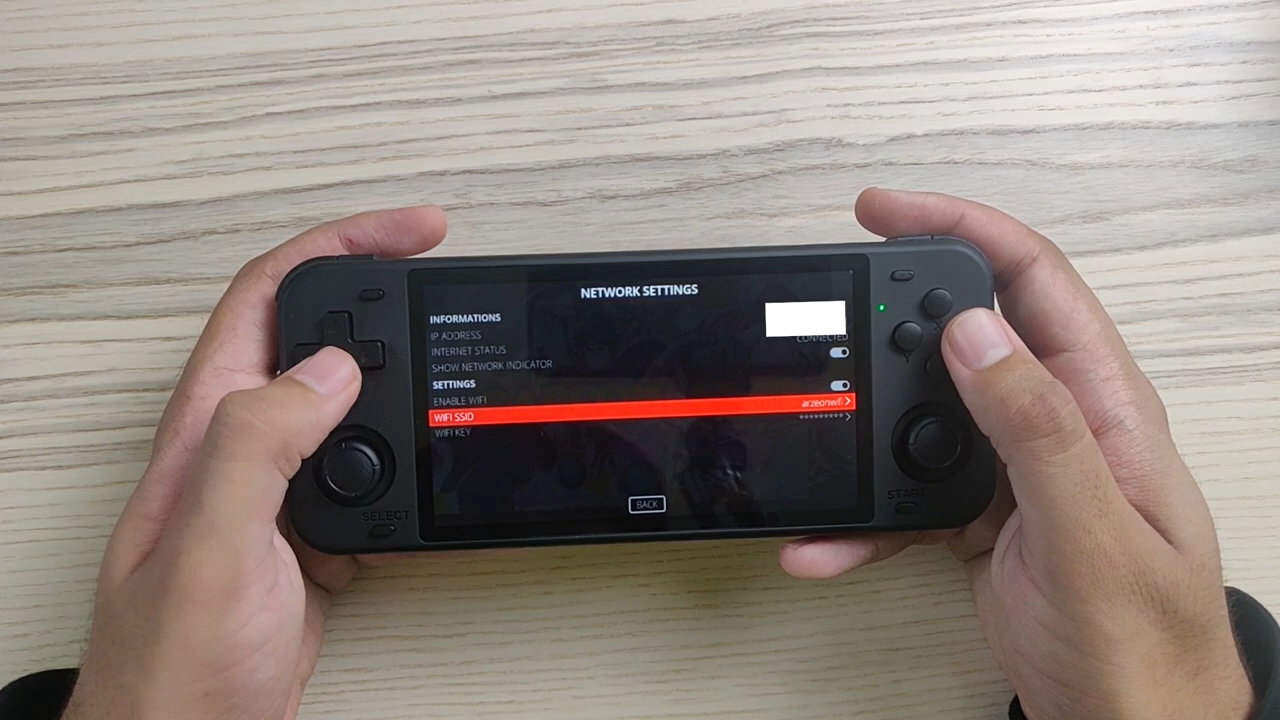 NETWORK SETTINGS
INFORMATIONS
IP ADDRESS
INTERNET STATUS CONNECTED
SHOW NETWORK INDICATOR
SETTINGS
ENABLE WIFI
WIFI SSID arzeonwifi
WIFI KEY *********
BACK
SELECT
START
Y